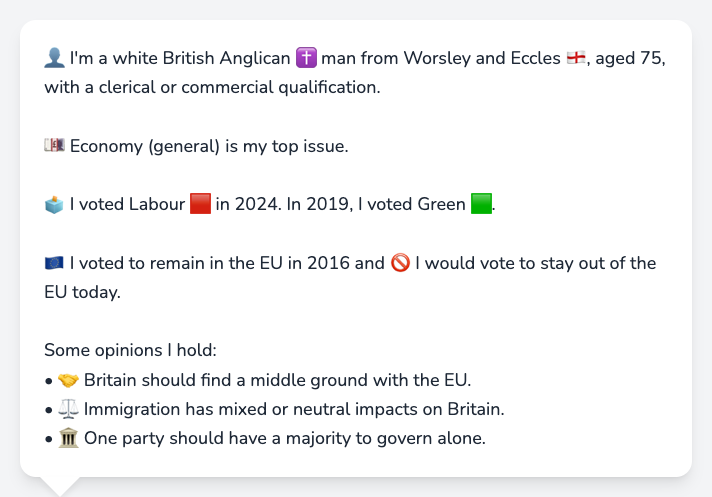 👤 I'm a white British Anglican ✝️ man from Worsley and Eccles 🏴󠁧󠁢󠁥󠁮󠁧󠁿, aged 75,
with a clerical or commercial qualification.
💷 Economy (general) is my top issue.
🗳️ I voted Labour 🟥 in 2024. In 2019, I voted Green 🟩.
🇪🇺 I voted to remain in the EU in 2016 and 🚫 I would vote to stay out of the
EU today.
Some opinions I hold:
• 🤝 Britain should find a middle ground with the EU.
• ⚖️ Immigration has mixed or neutral impacts on Britain.
• 🏛️ One party should have a majority to govern alone.